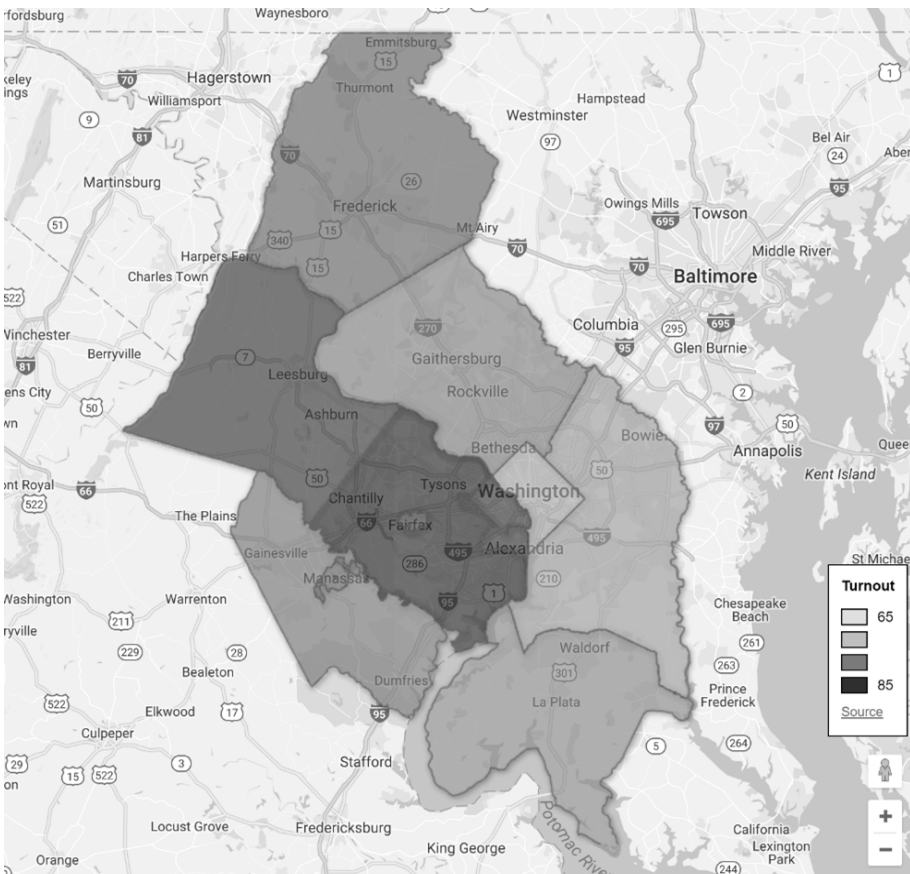 rfordsburg
Waynesboro
Emmitsburg
15
1
70
Hagerstown
keley
ings
Williamsport
Thurmont
Hampstead
Westminster
9
81
97
Bel Air
24
Aber
95
70
26
Martinsburg
Owings Mills
Towson
695
51
Frederick
15
Mt Airy
70
340
Middle River
Harpers Ferry
15
Charles Town
70
Baltimore
522
Winchester
270
Columbia
295
695
Berryville
7
Gaithersburg
95
Glen Burnie
81
Leesburg
Rockville
2
ens City
50
Ashburn
Bowie
97
50
wn
Bethesda
Annapolis
Quee
50
50
Tysons
Washington
Kent Island
ont Royal
66
Chantilly
522
The Plains
66
Fairfax
495
Gainesville
495
Alexandria
286
St Michae
Manassas
210
Turnout
95
1
65
Washington
Warrenton
Chesapeake
Beach
211
261
ryville
229
28
Waldorf
Bealeton
301
263
85
Dumfries
522
Elkwood
17
La Plata
Prince
Frederick
Source
95
Culpeper
5
264
29
3
Stafford
15
522
on
Locust Grove
Fredericksburg
Potomac River
California
+
King George
Lexington
Park
−
Orange
244